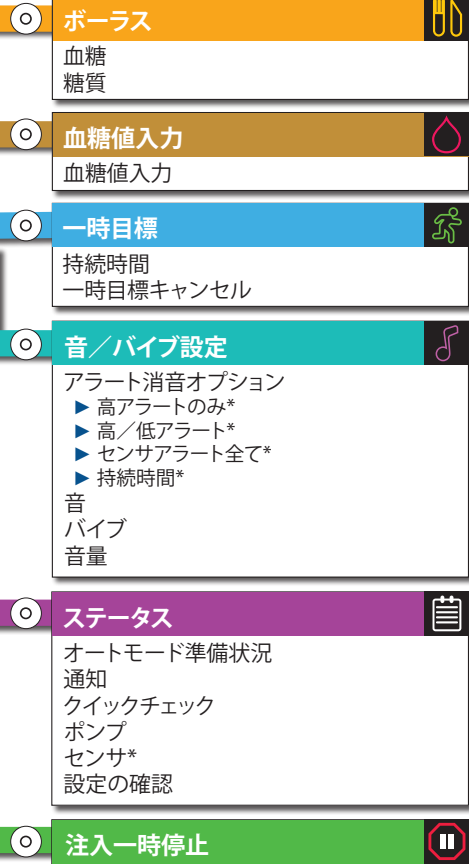 ボーラス
血糖
糖質
血糖値入力
血糖値入力
一時目標
持続時間
一時目標キャンセル
音／バイブ設定
アラート消音オプション
▶ 高アラートのみ*
▶ 高／低アラート*
▶ センサアラート全て*
▶ 持続時間*
音
バイブ
音量
ステータス
オートモード準備状況
通知
クイックチェック
ポンプ
センサ*
設定の確認
注入一時停止